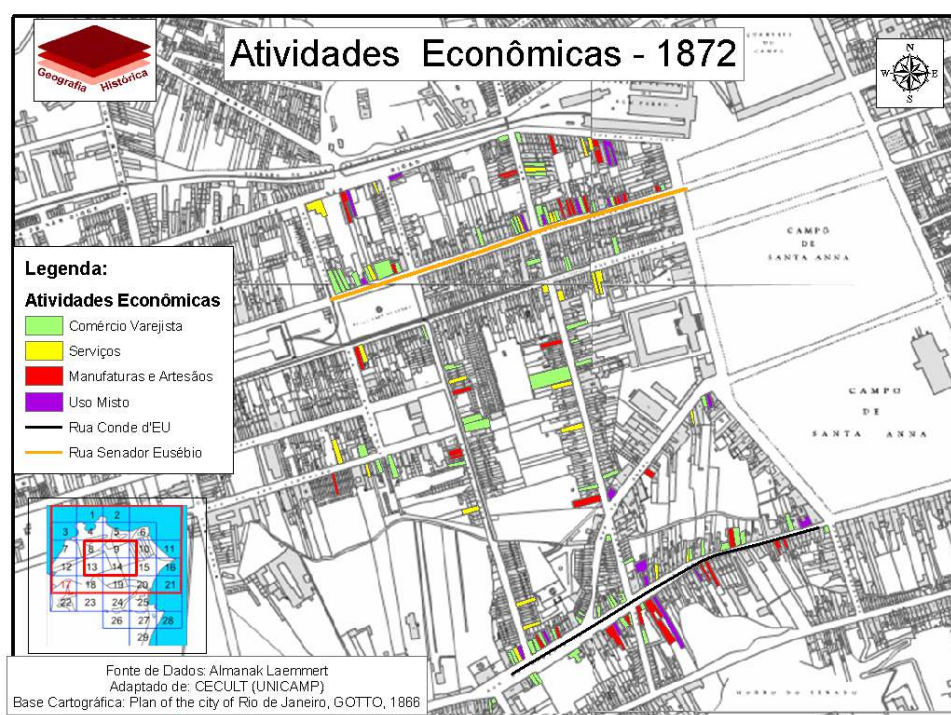 Geografia Histórica
Atividades Econômicas - 1872
N
W E
S
CAMPO
DE
SANTA ANNA
CAMPO
DE
SANTA ANNA
Legenda:
Atividades Econômicas
Comércio Varejista
Serviços
Manufaturas e Artesãos
Uso Misto
Rua Conde d'EU
Rua Senador Eusébio
1 2
3 4 5 6
7 8 9 10 11
12 13 14 15 16
17 18 19 20 21
22 23 24 25
26 27 28
29
MORRO DO SENADO
Fonte de Dados: Almanak Laemmert
Adaptado de: CECULT (UNICAMP)
Base Cartográfica: Plan of the city of Rio de Janeiro, GOTTO, 1866